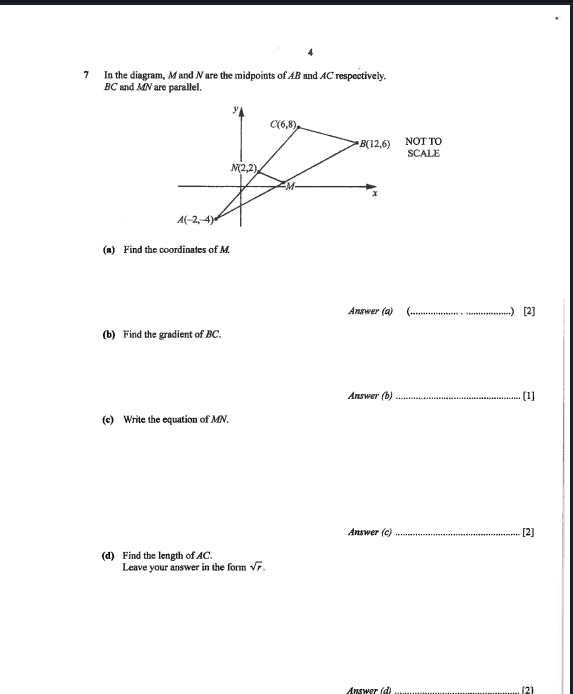 4
7 In the diagram, M and N are the midpoints of AB and AC respectively.
BC and MN are parallel.
y
C(6,8)
B(12,6)
NOT TO
SCALE
N(2,2)
M
x
A(–2,–4)
(a) Find the coordinates of M.
Answer (a) (.................. , .................) [2]
(b) Find the gradient of BC.
Answer (b) ................................................ [1]
(c) Write the equation of MN.
Answer (c) ................................................ [2]
(d) Find the length of AC.
Leave your answer in the form √r.
Answer (d) ................................................ [2]